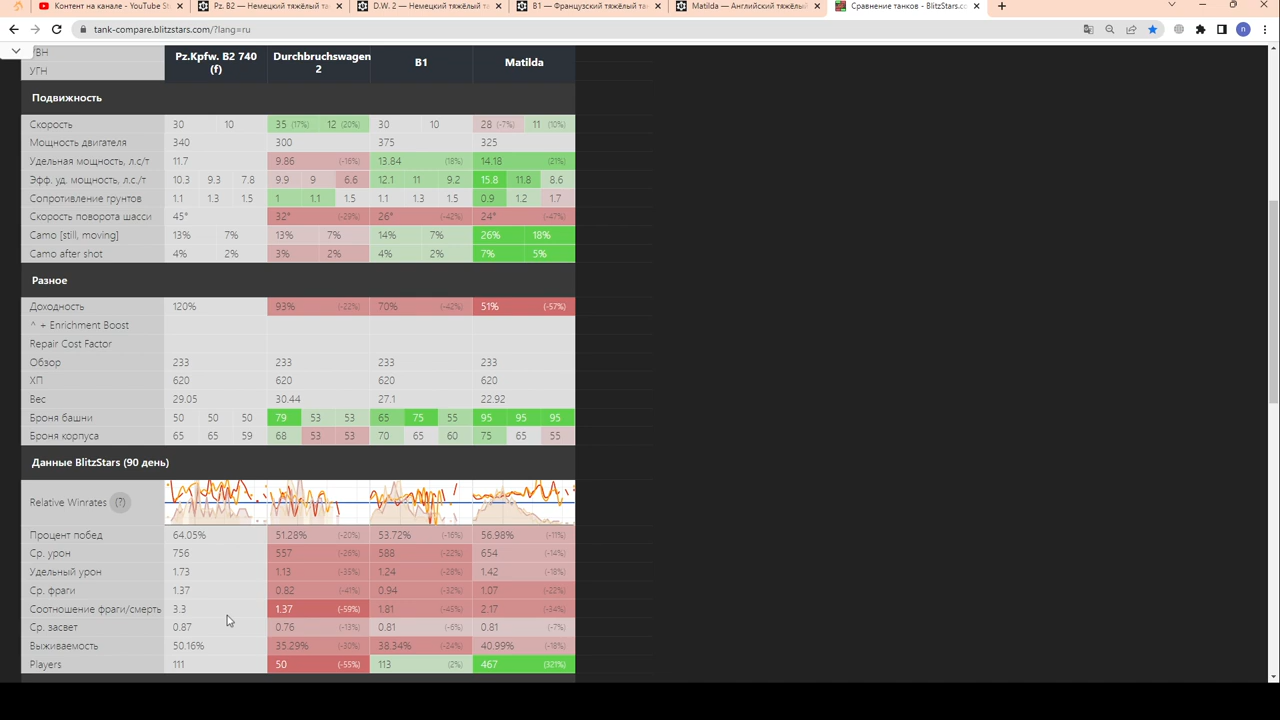 Контент на канале - YouTube St
Pz. B2 — Немецкий тяжёлый та
D.W. 2 — Немецкий тяжёлый тан
B1 — Французский тяжёлый тан
Matilda — Английский тяжёлый
Сравнение танков - BlitzStars.co
tank-compare.blitzstars.com/?lang=ru
УВН
УГН
Pz.Kpfw. B2 740 (f) Durchbruchswagen 2 B1 Matilda
Подвижность
Скорость 30 10 35 (17%) 12 (20%) 30 10 28 (-7%) 11 (10%)
Мощность двигателя 340 300 375 325
Удельная мощность, л.с/т 11.7 9.86 (-16%) 13.84 (18%) 14.18 (21%)
Эфф. уд. мощность, л.с./т 10.3 9.3 7.8 9.9 9 6.6 12.1 11 9.2 15.8 11.8 8.6
Сопротивление грунтов 1.1 1.3 1.5 1 1.1 1.5 1.1 1.3 1.5 0.9 1.2 1.7
Скорость поворота шасси 45° 32° (-29%) 26° (-42%) 24° (-47%)
Camo [still, moving] 13% 7% 13% 7% 14% 7% 26% 18%
Camo after shot 4% 2% 3% 2% 4% 2% 7% 5%
Разное
Доходность 120% 93% (-22%) 70% (-42%) 51% (-57%)
^ + Enrichment Boost
Repair Cost Factor
Обзор 233 233 233 233
ХП 620 620 620 620
Вес 29.05 30.44 27.1 22.92
Броня башни 50 50 50 79 53 53 65 75 55 95 95 95
Броня корпуса 65 65 59 68 53 53 70 65 60 75 65 55
Данные BlitzStars (90 день)
Relative Winrates (?)
Процент побед 64.05% 51.28% (-20%) 53.72% (-16%) 56.98% (-11%)
Ср. урон 756 557 (-26%) 588 (-22%) 654 (-14%)
Удельный урон 1.73 1.13 (-35%) 1.24 (-28%) 1.42 (-18%)
Ср. фраги 1.37 0.82 (-41%) 0.94 (-32%) 1.07 (-22%)
Соотношение фраги/смерть 3.3 1.37 (-59%) 1.81 (-45%) 2.17 (-34%)
Ср. засвет 0.87 0.76 (-13%) 0.81 (-6%) 0.81 (-7%)
Выживаемость 50.16% 35.29% (-30%) 38.34% (-24%) 40.99% (-18%)
Players 111 50 (-55%) 113 (2%) 467 (321%)